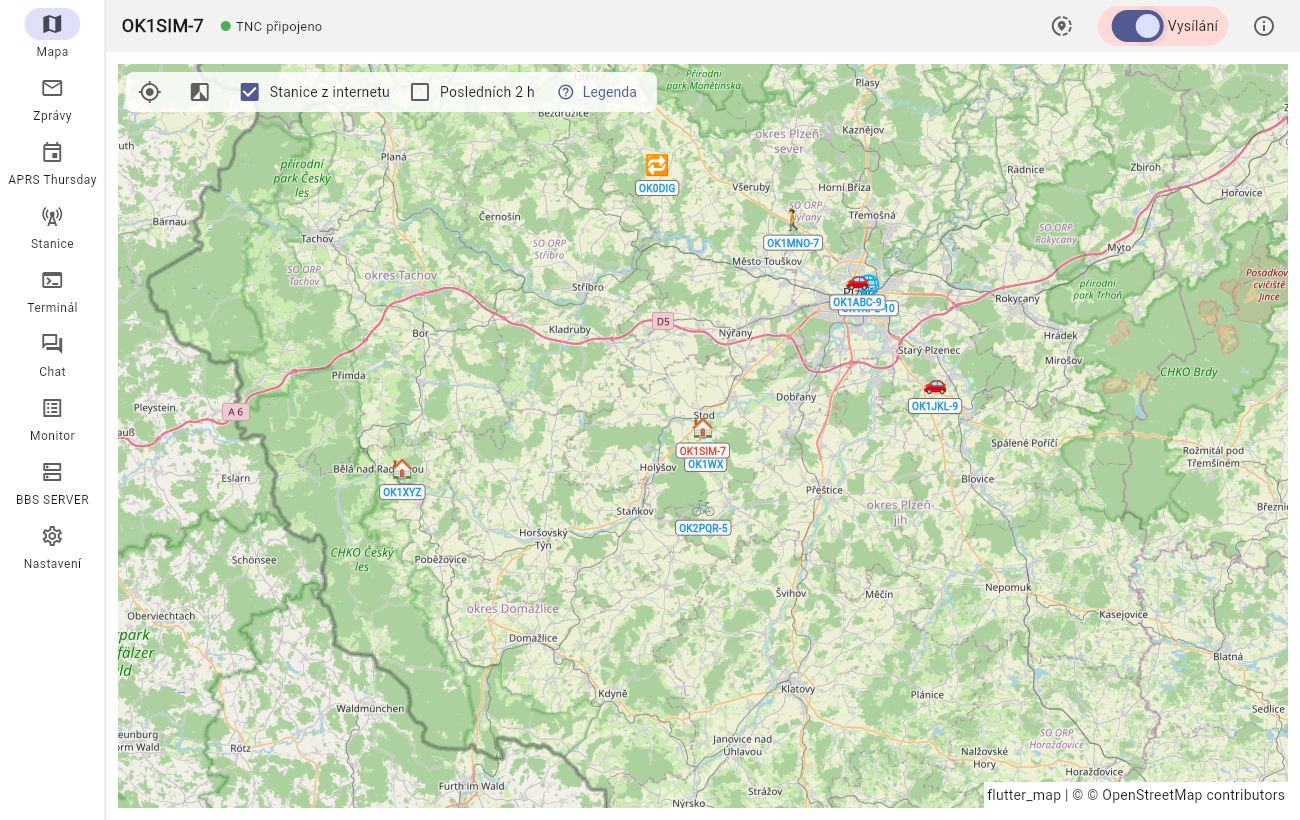 OK1SIM-7
TNC připojeno
Vysílání
Mapa
Zprávy
APRS Thursday
Stanice
Terminál
Chat
Monitor
BBS SERVER
Nastavení
Stanice z internetu
Posledních 2 h
Legenda
Přírodní
park Manětínská
Plasy
Bezdružice
okres Plzeň-
sever
Kaznějov
Planá
přírodní
park Český
les
Radnice
Zbiroh
Hořovice
OK0DIG
Všeruby
Horní Bříza
Bärnau
Černošín
SO ORP
Nýřany
Třemošná
Tachov
SO ORP
Stříbro
OK1MNO-7
SO ORP
Rokycany
Mýto
SO ORP
Tachov
okres Tachov
Město Touškov
Stříbro
přírodní
park Trhoň
Posádkov
cvičiště
Jince
OK1ABC-9
Rokycany
D5
Kladruby
Nýřany
Bor
Hrádek
Starý Plzenec
Mirošov
CHKO Brdy
Přimda
Pleystein
A 6
Dobřany
OK1JKL-9
Stod
OK1SIM-7
OK1WX
Spálené Poříčí
Rožmitál pod
Třemšínem
Holýšov
Eslarn
OK1XYZ
Blovice
Přeštice
okres Plzeň-
jih
Staňkov
OK2PQR-5
Horšovský
Týn
CHKO Český
les
Poběžovice
Schönsee
Nepomuk
Švihov
Měčín
okres Domažlice
Oberviechtach
Kasejovice
Domažlice
Blatná
Kdyně
Klatovy
Plánice
Waldmünchen
Sedlice
Rötz
Janovice nad
Úhlavou
SO ORP
Horažďovice
Nalžovské
Hory
Horažďovice
Furth im Wald
Strážov
Nýrsko
flutter_map | © © OpenStreetMap contributors